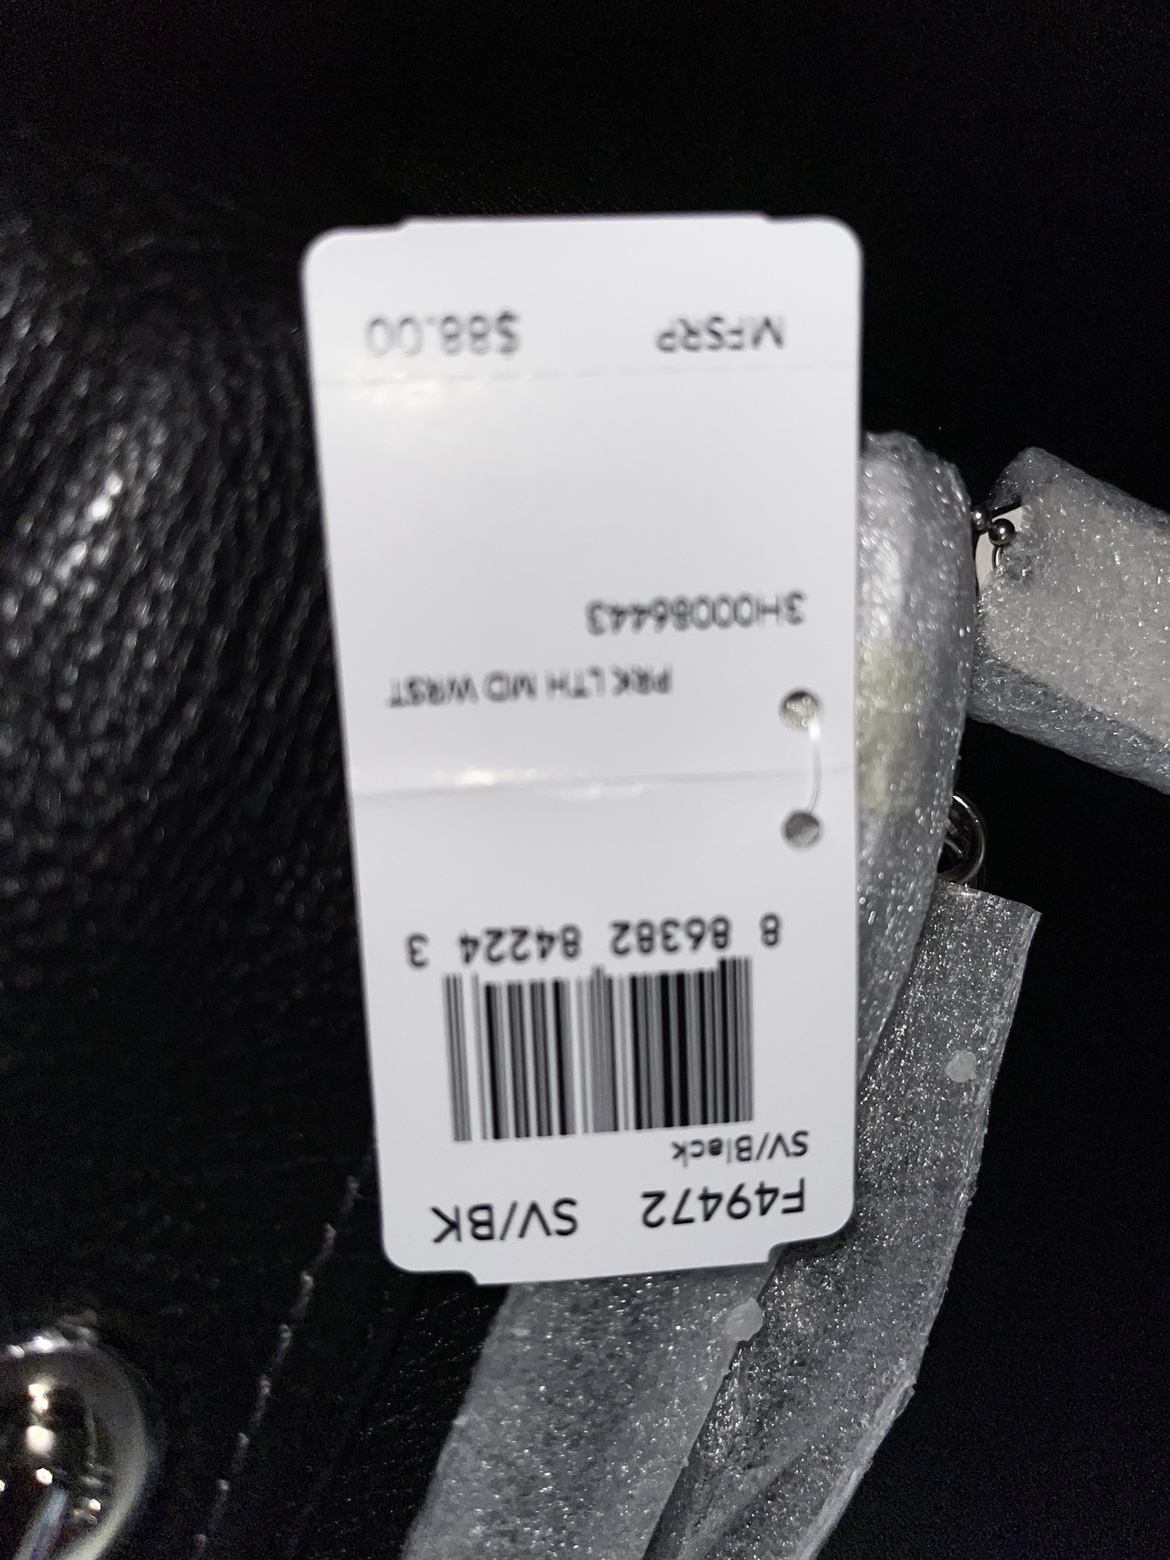 F49472 SV/BK
SV/Black
8 86382 84224 3
PRK LTH MD WRST
3H00086443
MFSRP $88.00